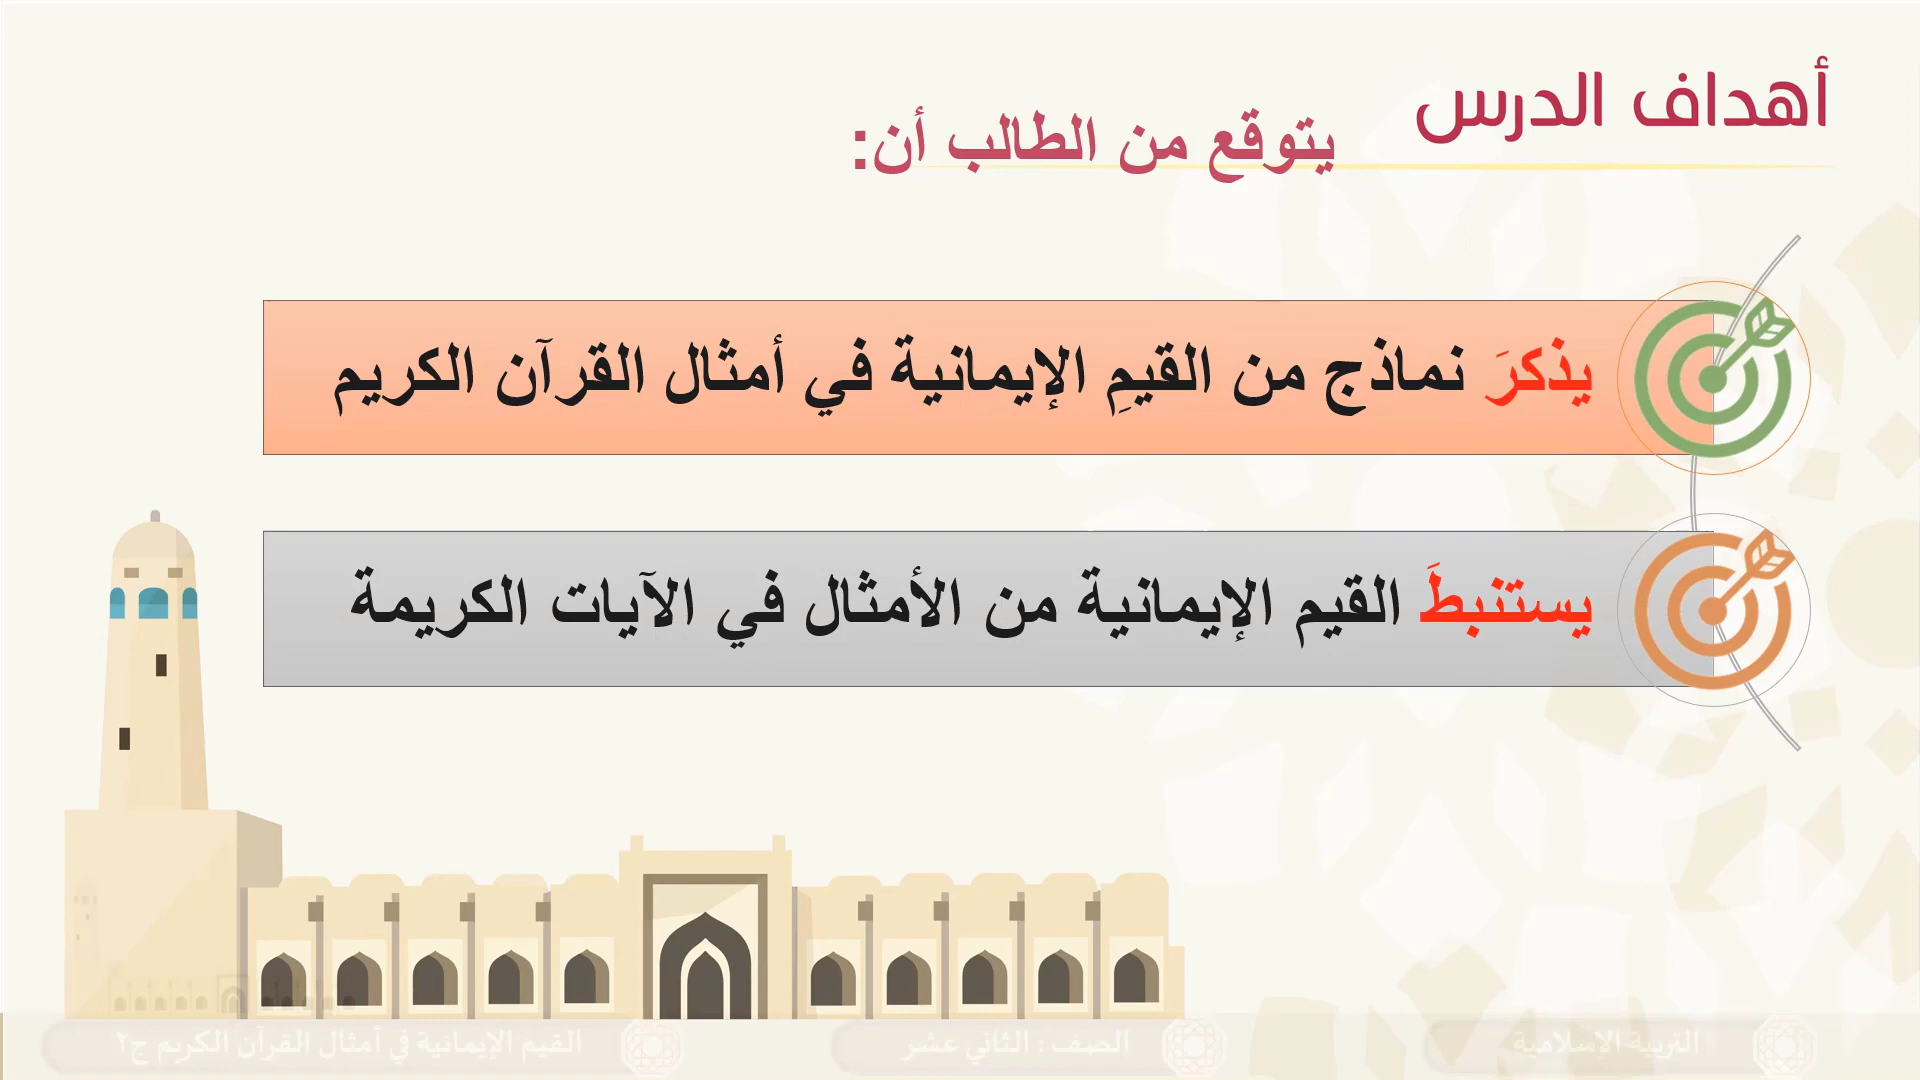 أهداف الدرس
يتوقع من الطالب أن:
يذكرَ نماذج من القيمِ الإيمانية في أمثال القرآن الكريم
يستنبطَ القيم الإيمانية من الأمثال في الآيات الكريمة
التربية الاسلامية
الصف : الثاني عشر
القيم الإيمانية في أمثال القرآن الكريم ج٢